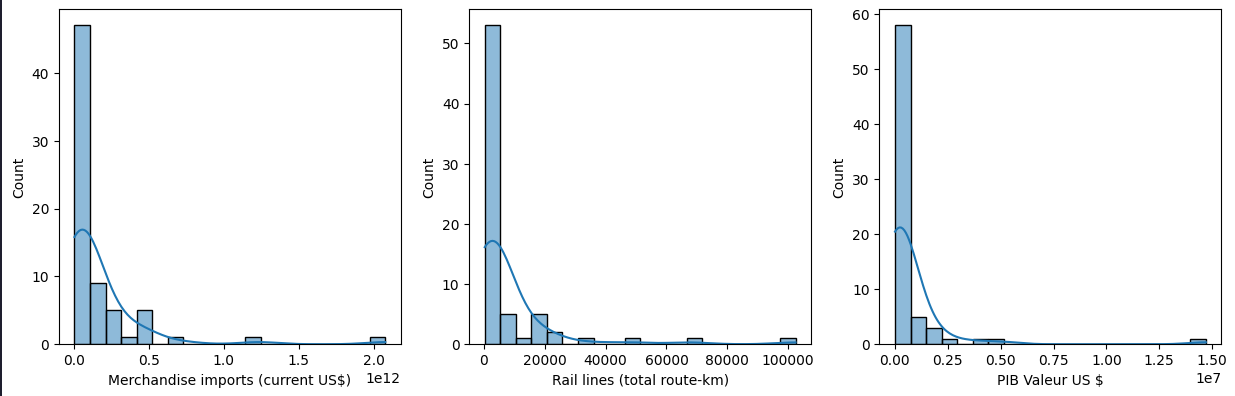 Count
40
30
20
10
0
0.0 0.5 1.0 1.5 2.0
1e12
Merchandise imports (current US$)
Count
50
40
30
20
10
0
0 20000 40000 60000 80000 100000
Rail lines (total route-km)
Count
60
50
40
30
20
10
0
0.00 0.25 0.50 0.75 1.00 1.25 1.50
1e7
PIB Valeur US $